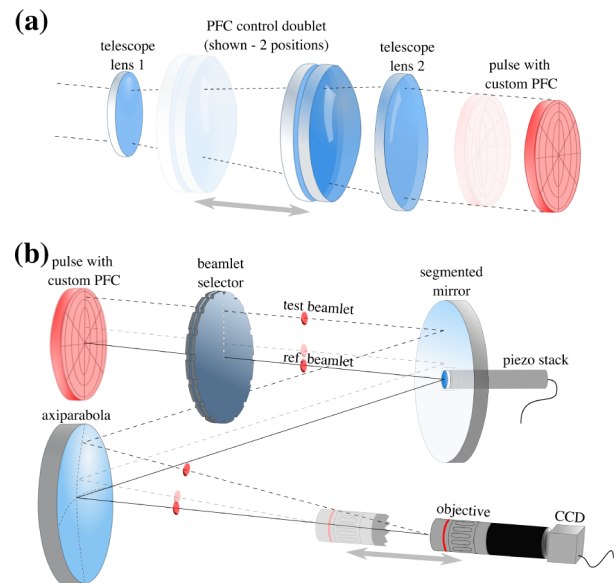 (a)
PFC control doublet
(shown - 2 positions)
telescope
lens 1
telescope
lens 2
pulse with
custom PFC
(b)
pulse with
custom PFC
beamlet
selector
segmented
mirror
test beamlet
ref beamlet
piezo stack
axiparabola
objective
CCD